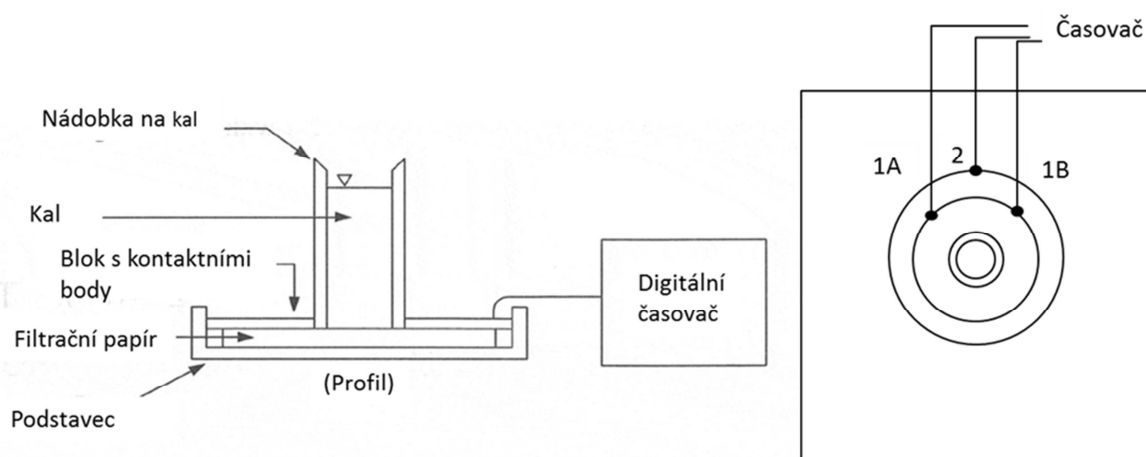 Nádobka na kal
Kal
Blok s kontaktními
body
Filtrační papír
Podstavec
(Profil)
Digitální
časovač
Časovač
1A
2
1B